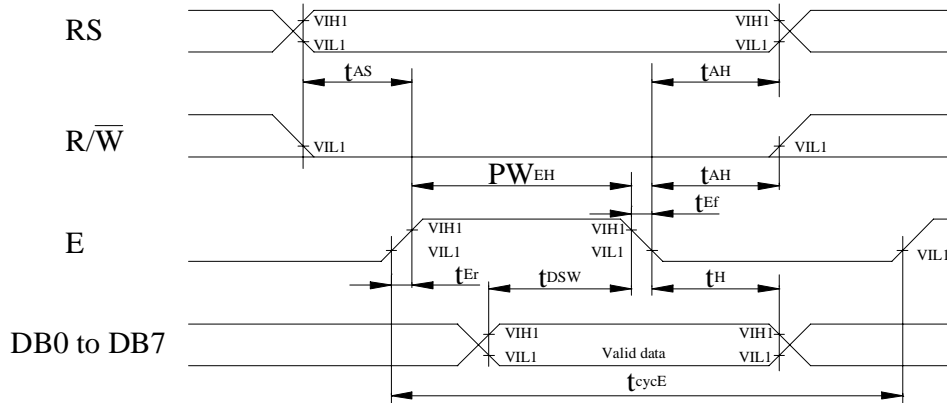 RS
VIH1
VIL1
VIH1
VIL1
tAS
tAH
R/W̅
VIL1
VIL1
PWEH
tAH
tEf
E
VIH1
VIL1
VIH1
VIL1
VIL1
tEr
tDSW
tH
DB0 to DB7
VIH1
VIL1
Valid data
VIH1
VIL1
tcycE